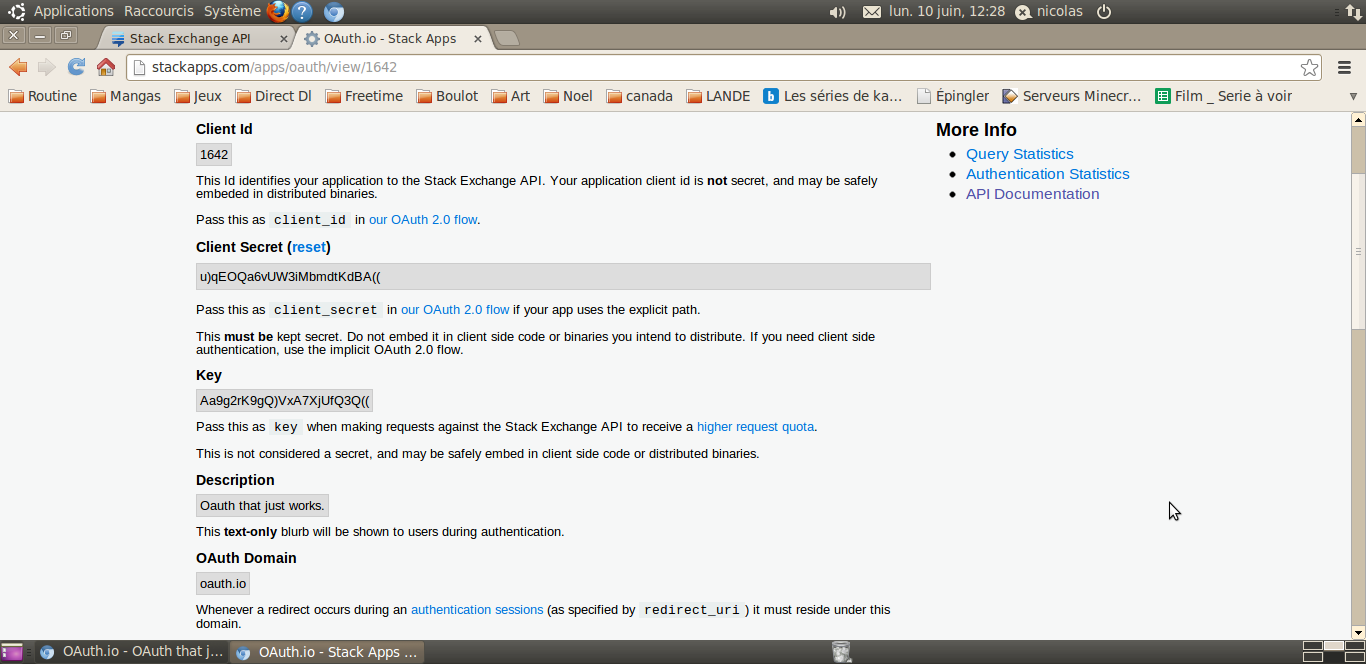 Applications Raccourcis Système lun. 10 juin, 12:28 nicolas
Stack Exchange API OAuth.io - Stack Apps
stackapps.com/apps/oauth/view/1642
Routine Mangas Jeux Direct Dl Freetime Boulot Art Noel canada LANDE Les séries de ka... Épingler Serveurs Minecr... Film _ Serie à voir
Client Id
1642
This Id identifies your application to the Stack Exchange API. Your application client id is not secret, and may be safely
embeded in distributed binaries.
Pass this as client_id in our OAuth 2.0 flow.
Client Secret (reset)
u)qEOQa6vUW3iMbmdtKdBA((
Pass this as client_secret in our OAuth 2.0 flow if your app uses the explicit path.
This must be kept secret. Do not embed it in client side code or binaries you intend to distribute. If you need client side
authentication, use the implicit OAuth 2.0 flow.
Key
Aa9g2rK9gQ)VxA7XjUfQ3Q((
Pass this as key when making requests against the Stack Exchange API to receive a higher request quota.
This is not considered a secret, and may be safely embed in client side code or distributed binaries.
Description
Oauth that just works.
This text-only blurb will be shown to users during authentication.
OAuth Domain
oauth.io
Whenever a redirect occurs during an authentication sessions (as specified by redirect_uri ) it must reside under this
domain.
More Info
Query Statistics
Authentication Statistics
API Documentation
OAuth.io - OAuth that j... OAuth.io - Stack Apps ...